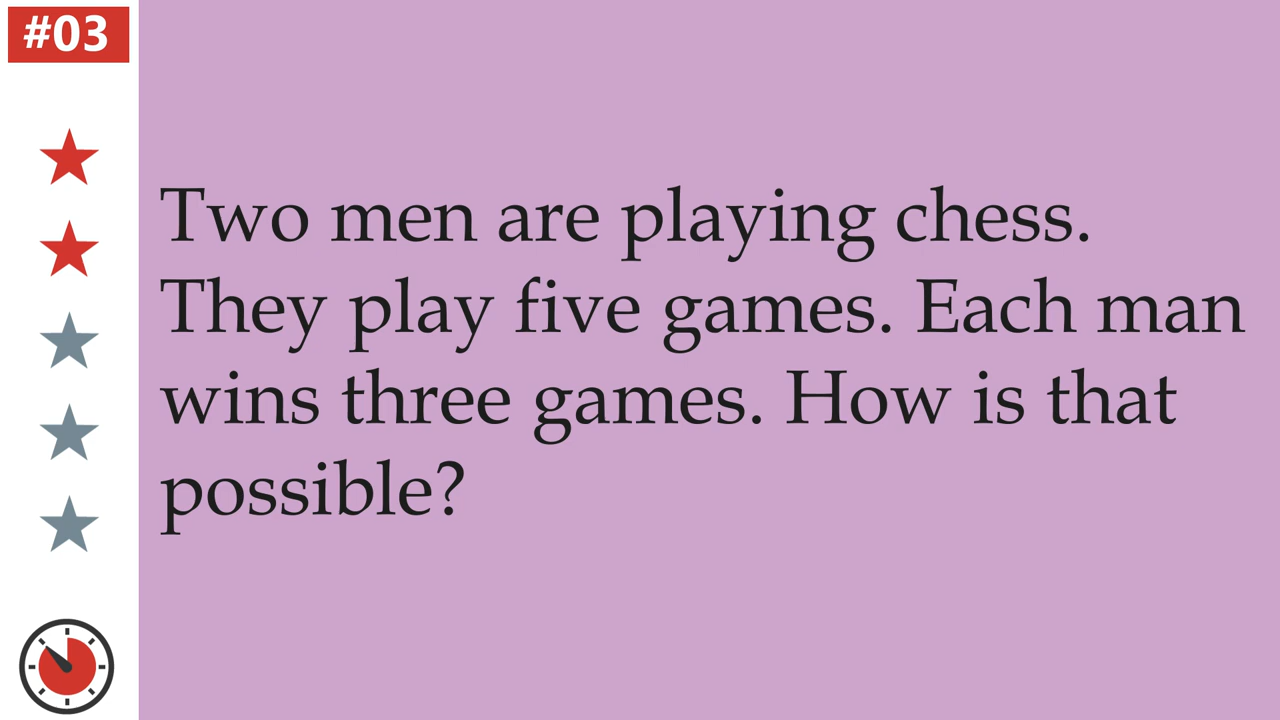 #03
Two men are playing chess.
They play five games. Each man
wins three games. How is that
possible?